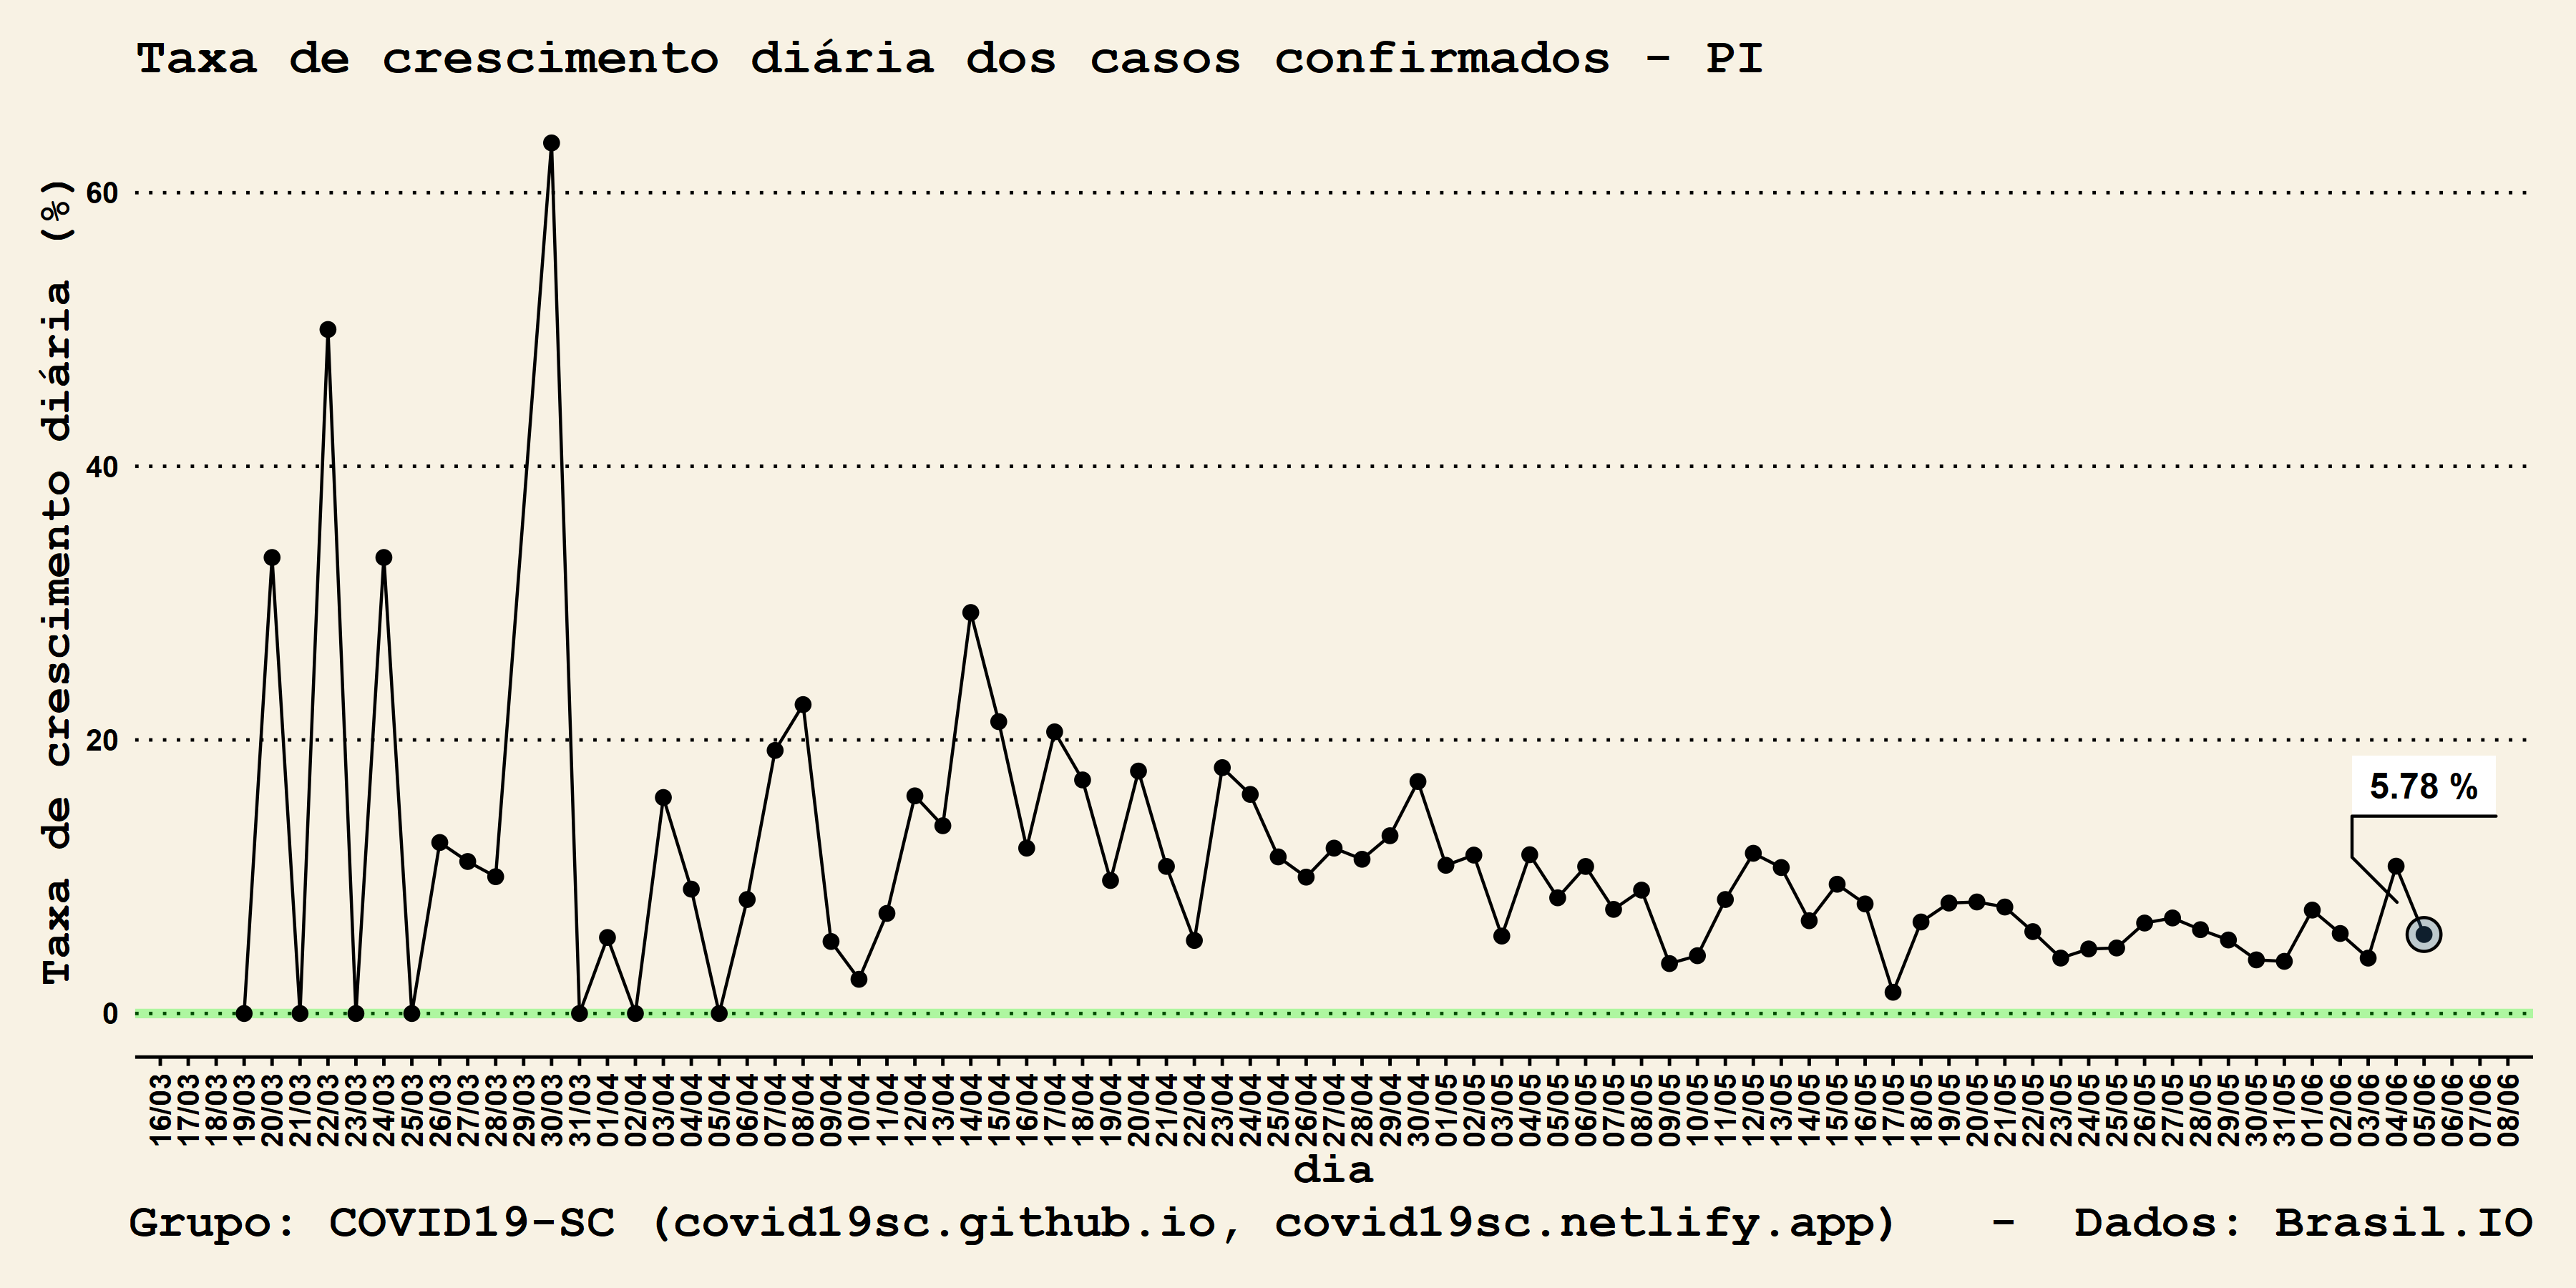 Taxa de crescimento diária dos casos confirmados - PI
Taxa de crescimento diária (%)
60
40
20
0
5.78 %
16/03 17/03 18/03 19/03 20/03 21/03 22/03 23/03 24/03 25/03 26/03 27/03 28/03 29/03 30/03 31/03 01/04 02/04 03/04 04/04 05/04 06/04 07/04 08/04 09/04 10/04 11/04 12/04 13/04 14/04 15/04 16/04 17/04 18/04 19/04 20/04 21/04 22/04 23/04 24/04 25/04 26/04 27/04 28/04 29/04 30/04 01/05 02/05 03/05 04/05 05/05 06/05 07/05 08/05 09/05 10/05 11/05 12/05 13/05 14/05 15/05 16/05 17/05 18/05 19/05 20/05 21/05 22/05 23/05 24/05 25/05 26/05 27/05 28/05 29/05 30/05 31/05 01/06 02/06 03/06 04/06 05/06 06/06 07/06 08/06
dia
Grupo: COVID19-SC (covid19sc.github.io, covid19sc.netlify.app) - Dados: Brasil.IO